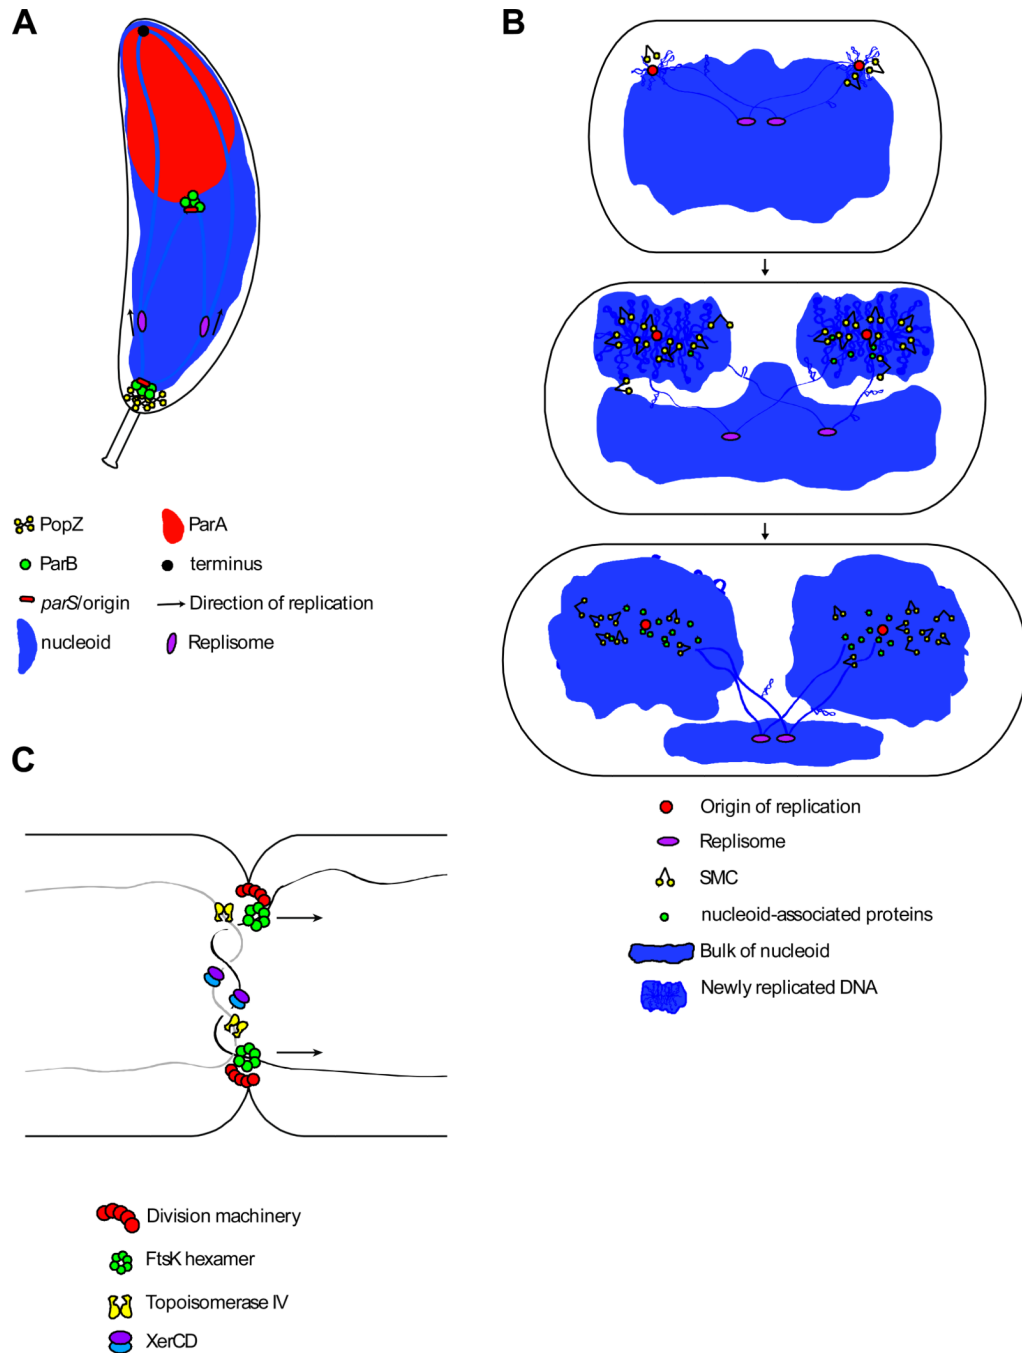 A
B
PopZ
ParA
ParB
terminus
parS/origin
Direction of replication
nucleoid
Replisome
Origin of replication
Replisome
SMC
nucleoid-associated proteins
Bulk of nucleoid
Newly replicated DNA
C
Division machinery
FtsK hexamer
Topoisomerase IV
XerCD